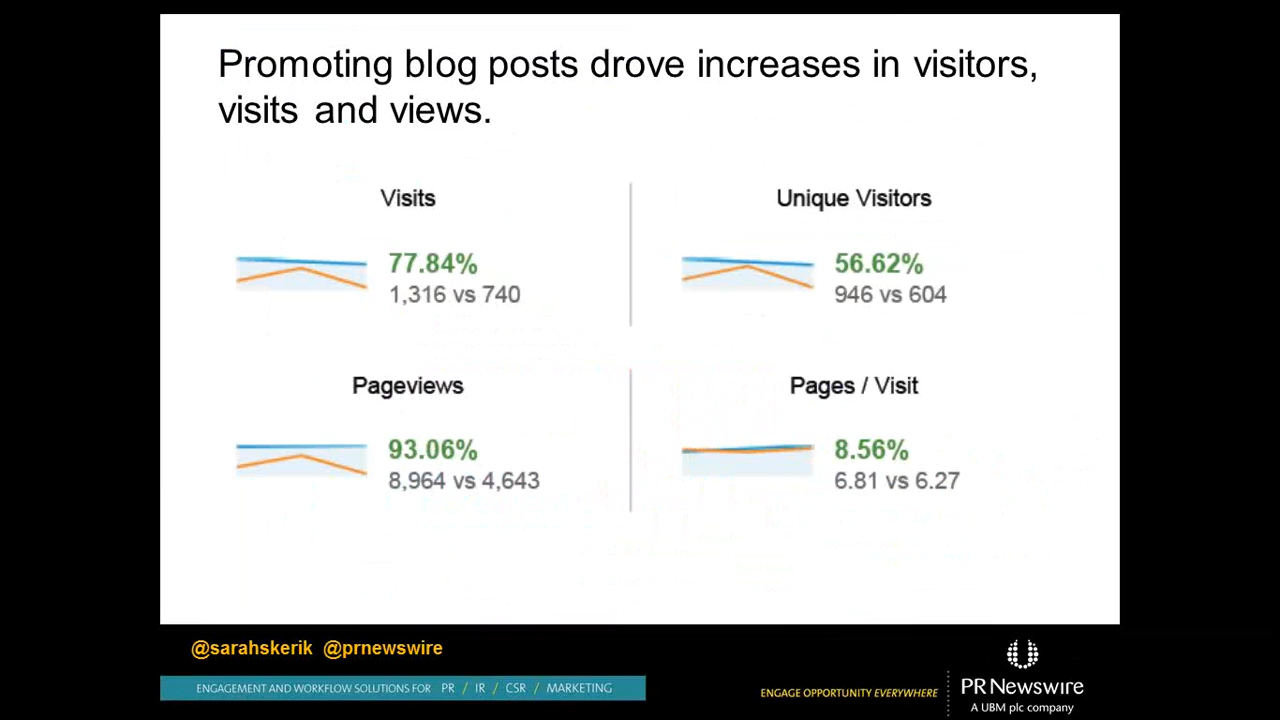 Promoting blog posts drove increases in visitors,
visits and views.
Visits
77.84%
1,316 vs 740
Unique Visitors
56.62%
946 vs 604
Pageviews
93.06%
8,964 vs 4,643
Pages / Visit
8.56%
6.81 vs 6.27
@sarahskerik @prnewswire
ENGAGEMENT AND WORKFLOW SOLUTIONS FOR PR / IR / CSR / MARKETING
ENGAGE OPPORTUNITY EVERYWHERE
PR Newswire
A UBM plc company